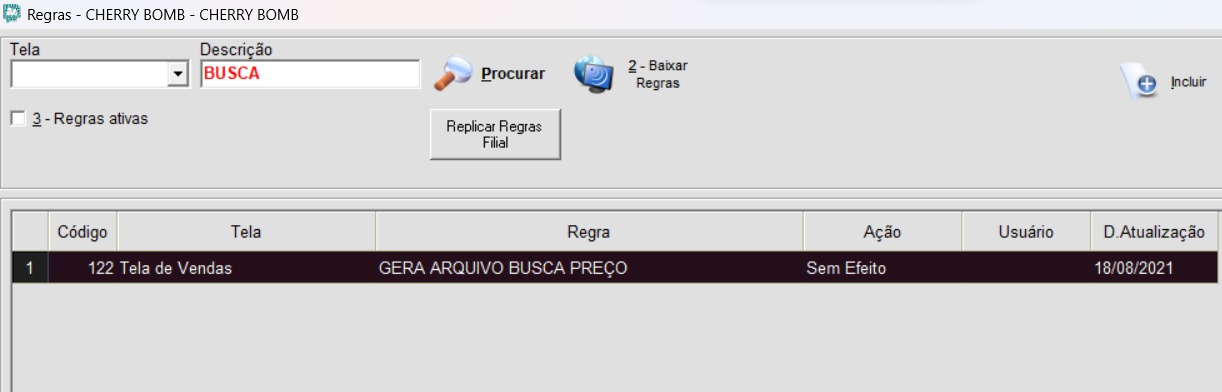 Regras - CHERRY BOMB - CHERRY BOMB
Tela
Descrição
BUSCA
Procurar
2 - Baixar
Regras
Incluir
3 - Regras ativas
Replicar Regras
Filial
Código Tela Regra Ação Usuário D.Atualização
1 122 Tela de Vendas GERA ARQUIVO BUSCA PREÇO Sem Efeito 18/08/2021